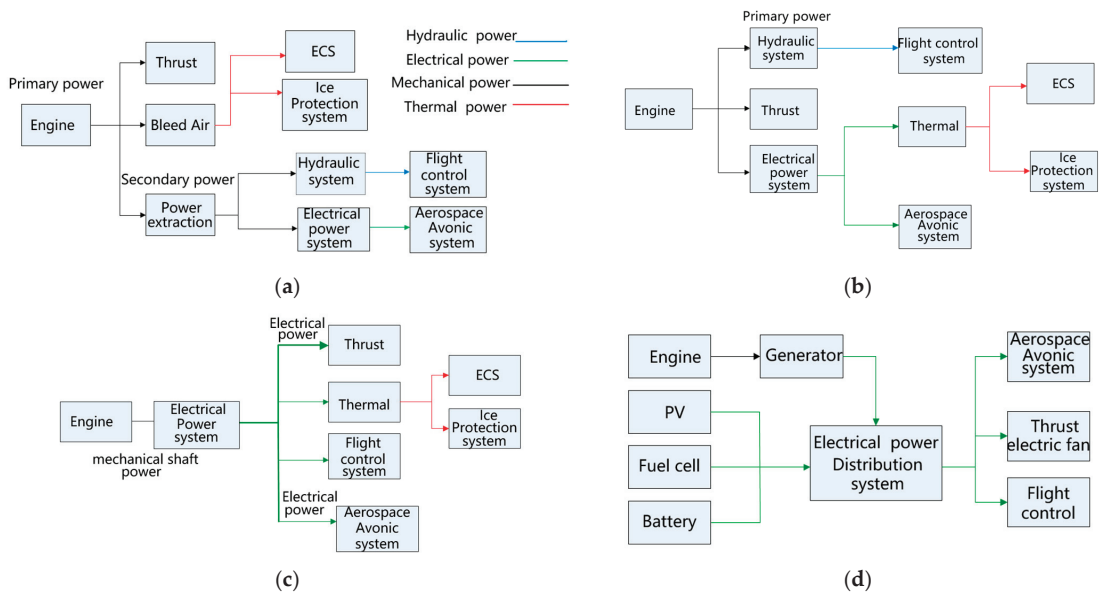 Primary power
Engine
Thrust
Bleed Air
Secondary power
Power
extraction
ECS
Ice
Protection
system
Hydraulic
system
Flight
control
system
Electrical
power
system
Aerospace
Avonic
system
Hydraulic power
Electrical power
Mechanical power
Thermal power
(a)
Primary power
Engine
Hydraulic
system
Thrust
Electrical
power
system
Flight control
system
Thermal
Aerospace
Avonic
system
ECS
Ice
Protection
system
(b)
Engine
mechanical shaft
power
Electrical
Power
system
Electrical
power
Thrust
Thermal
Flight
control
system
Electrical
power
Aerospace
Avonic
system
ECS
Ice
Protection
system
(c)
Engine
Generator
PV
Fuel cell
Battery
Electrical power
Distribution
system
Aerospace
Avonic
system
Thrust
electric fan
Flight
control
(d)